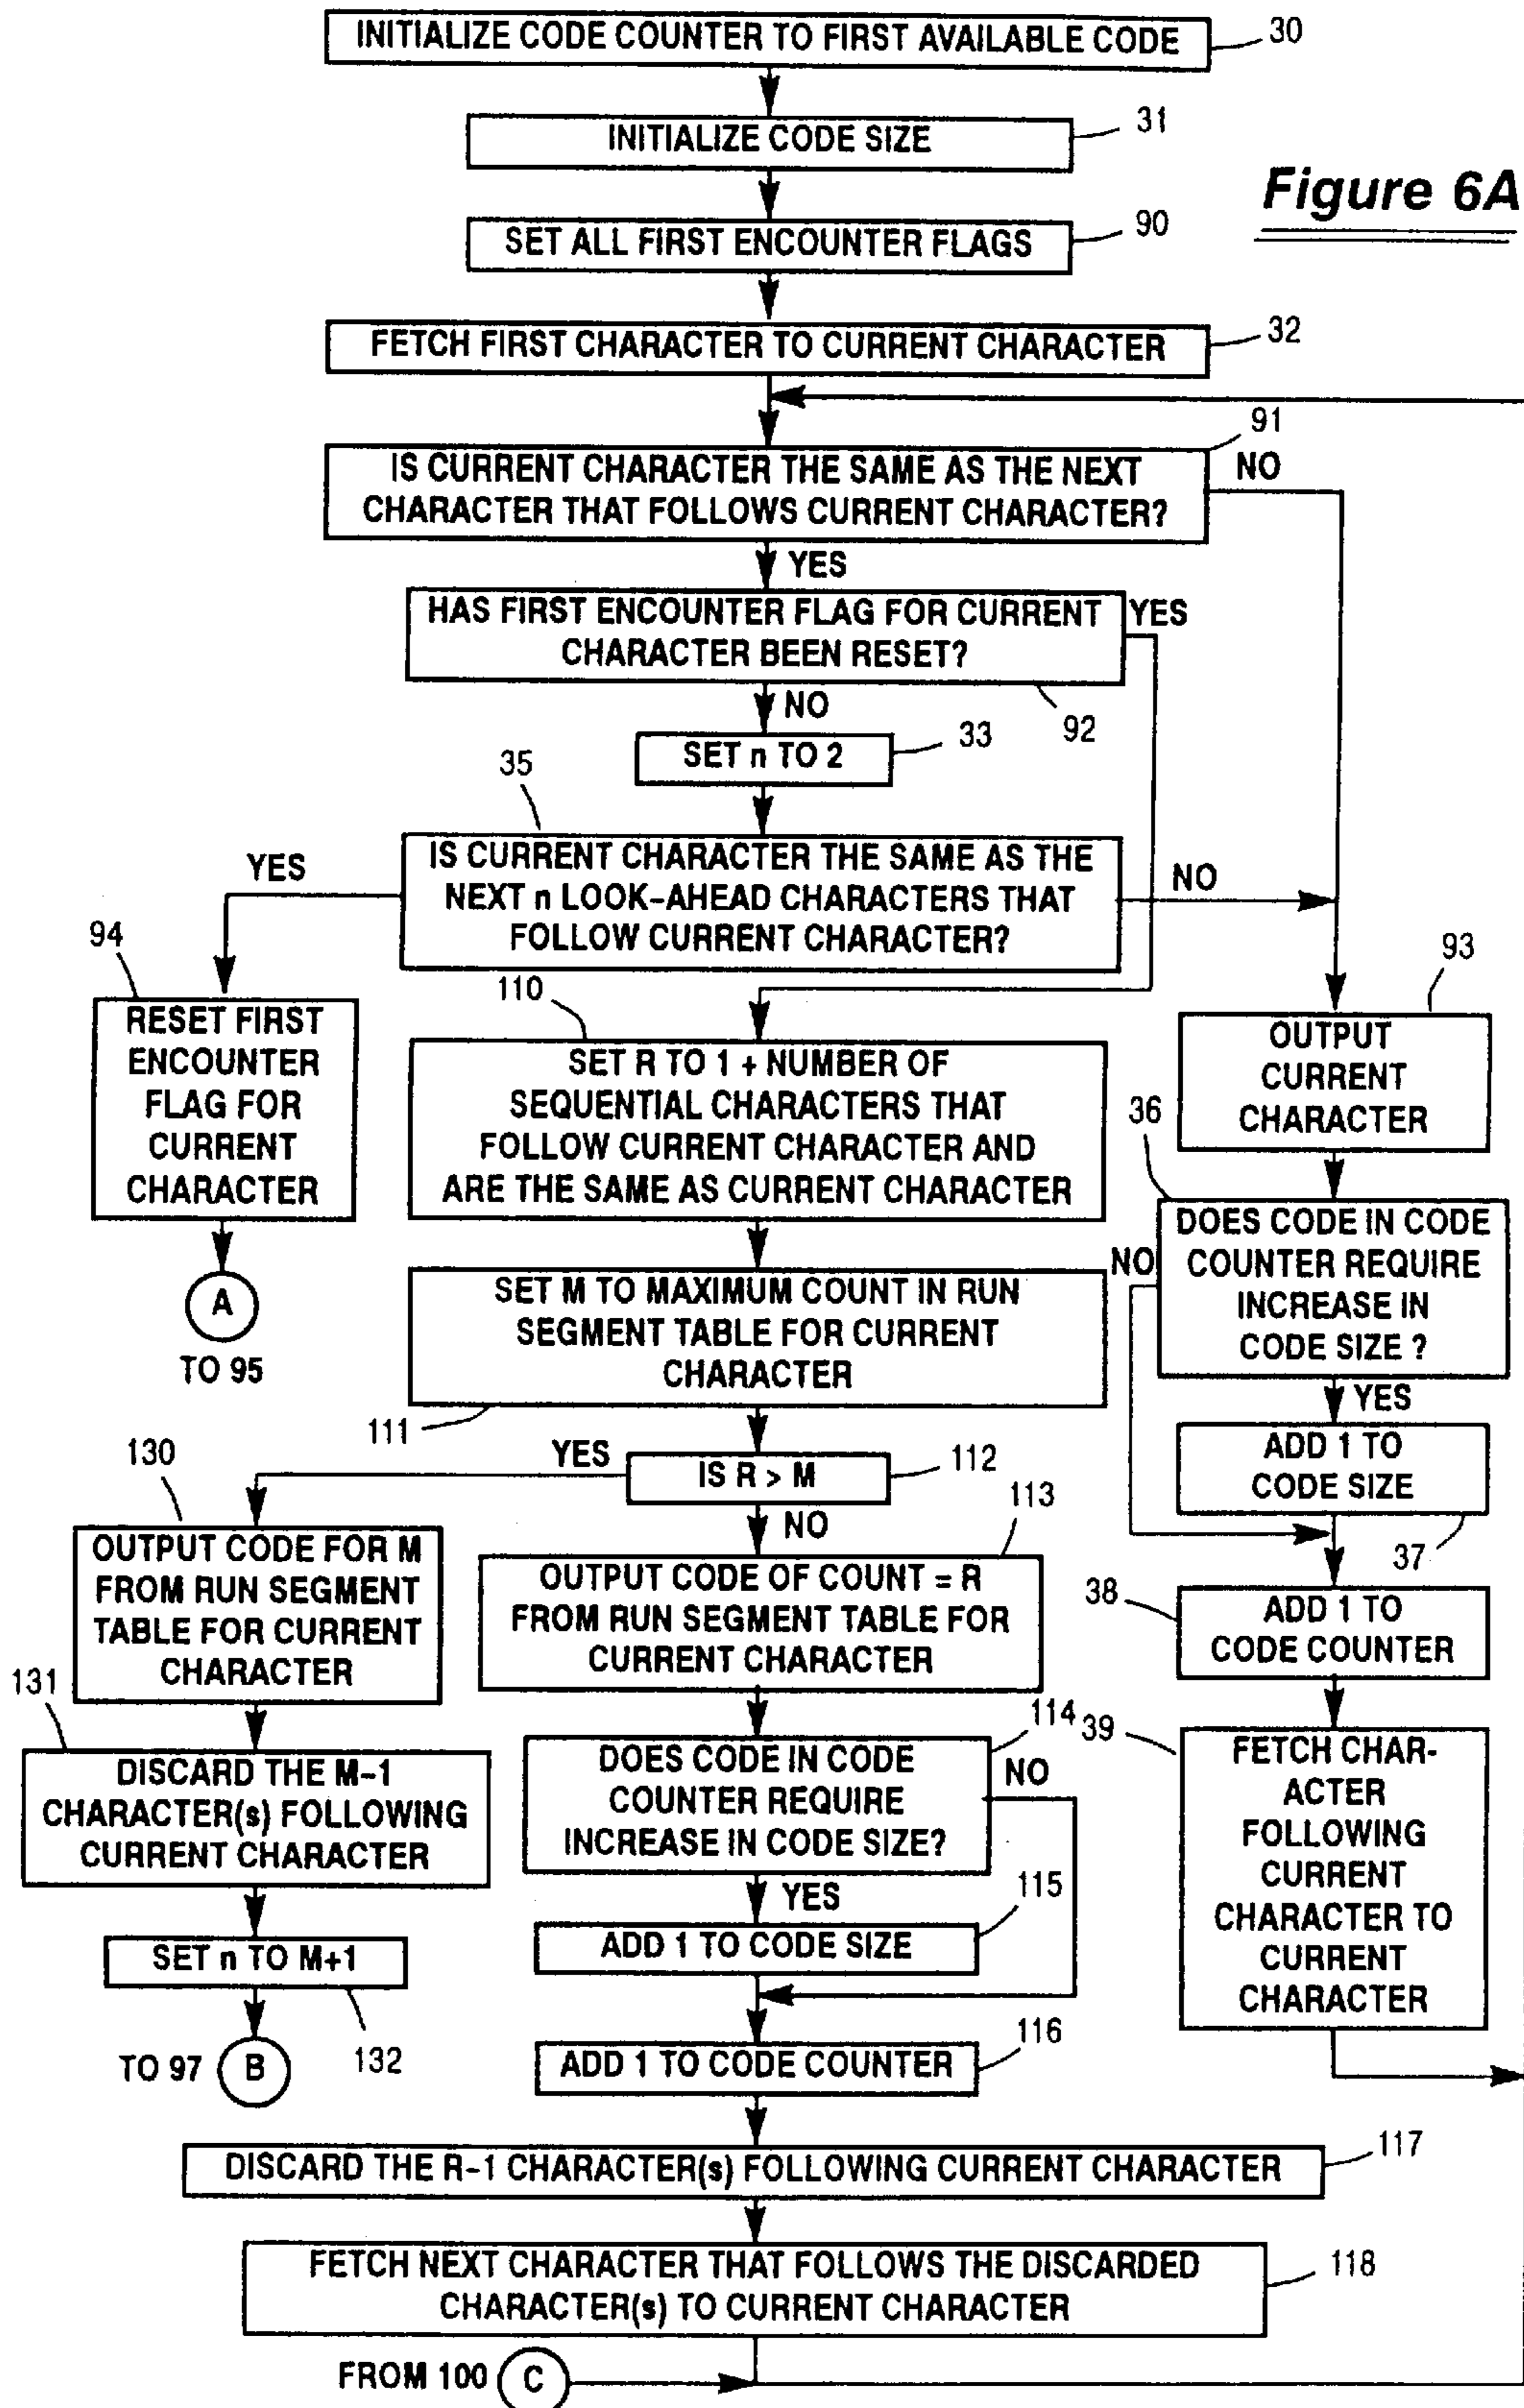 INITIALIZE CODE COUNTER TO FIRST AVAILABLE CODE
30
INITIALIZE CODE SIZE
31
Figure 6A
SET ALL FIRST ENCOUNTER FLAGS
90
FETCH FIRST CHARACTER TO CURRENT CHARACTER
32
91
IS CURRENT CHARACTER THE SAME AS THE NEXT
CHARACTER THAT FOLLOWS CURRENT CHARACTER?
NO
YES
HAS FIRST ENCOUNTER FLAG FOR CURRENT
CHARACTER BEEN RESET?
YES
NO
92
SET n TO 2
33
35
IS CURRENT CHARACTER THE SAME AS THE
NEXT n LOOK-AHEAD CHARACTERS THAT
FOLLOW CURRENT CHARACTER?
YES
NO
94
RESET FIRST
ENCOUNTER
FLAG FOR
CURRENT
CHARACTER
A
TO 95
110
SET R TO 1 + NUMBER OF
SEQUENTIAL CHARACTERS THAT
FOLLOW CURRENT CHARACTER AND
ARE THE SAME AS CURRENT CHARACTER
93
OUTPUT
CURRENT
CHARACTER
36
DOES CODE IN CODE
COUNTER REQUIRE
INCREASE IN
CODE SIZE ?
NO
YES
SET M TO MAXIMUM COUNT IN RUN
SEGMENT TABLE FOR CURRENT
CHARACTER
111
ADD 1 TO
CODE SIZE
37
IS R > M
112
YES
NO
130
OUTPUT CODE FOR M
FROM RUN SEGMENT
TABLE FOR CURRENT
CHARACTER
113
OUTPUT CODE OF COUNT = R
FROM RUN SEGMENT TABLE FOR
CURRENT CHARACTER
38
ADD 1 TO
CODE COUNTER
131
DISCARD THE M-1
CHARACTER(s) FOLLOWING
CURRENT CHARACTER
114
DOES CODE IN CODE
COUNTER REQUIRE
INCREASE IN CODE SIZE?
NO
YES
39
FETCH CHAR-
ACTER
FOLLOWING
CURRENT
CHARACTER TO
CURRENT
CHARACTER
115
ADD 1 TO CODE SIZE
SET n TO M+1
132
TO 97
B
116
ADD 1 TO CODE COUNTER
DISCARD THE R-1 CHARACTER(s) FOLLOWING CURRENT CHARACTER
117
FETCH NEXT CHARACTER THAT FOLLOWS THE DISCARDED
CHARACTER(s) TO CURRENT CHARACTER
118
FROM 100
C